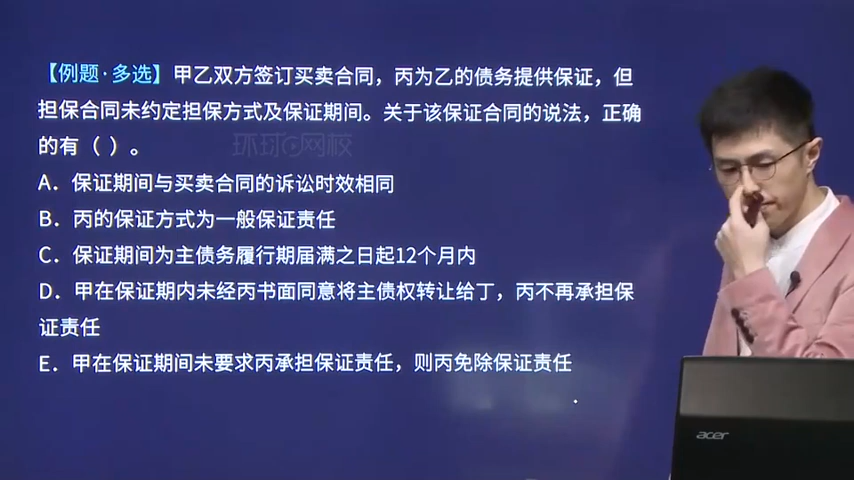 【例题·多选】甲乙双方签订买卖合同，丙为乙的债务提供保证，但
担保合同未约定担保方式及保证期间。关于该保证合同的说法，正确
的有（ ）。
环球网校
A．保证期间与买卖合同的诉讼时效相同
B．丙的保证方式为一般保证责任
C．保证期间为主债务履行期届满之日起12个月内
D．甲在保证期内未经丙书面同意将主债权转让给丁，丙不再承担保
证责任
E．甲在保证期间未要求丙承担保证责任，则丙免除保证责任
acer